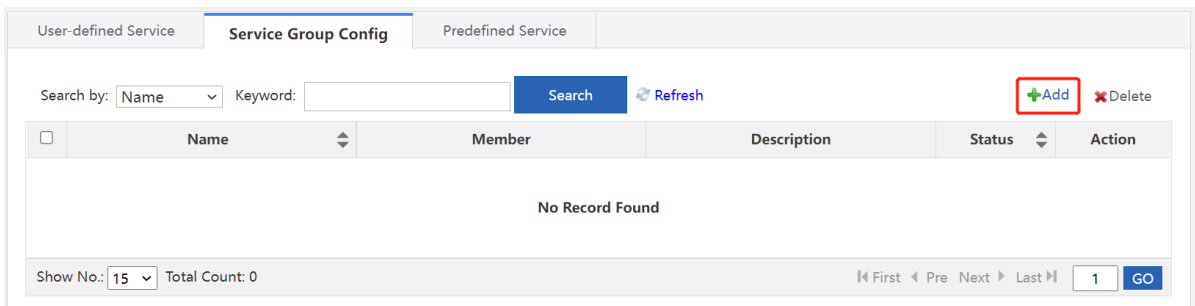 User-defined Service Service Group Config Predefined Service
Search by: Name Keyword: Search Refresh Add Delete
Name Member Description Status Action
No Record Found
Show No.: 15 Total Count: 0 First Pre Next Last 1 GO